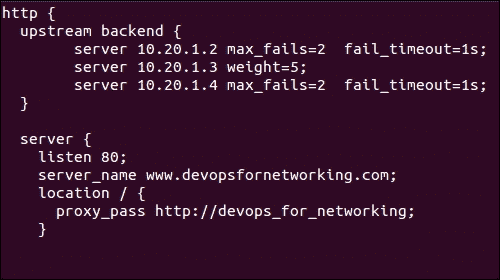 http {
  upstream backend {
        server 10.20.1.2 max_fails=2  fail_timeout=1s;
        server 10.20.1.3 weight=5;
        server 10.20.1.4 max_fails=2  fail_timeout=1s;
  }

  server {
    listen 80;
    server_name www.devopsfornetworking.com;
    location / {
      proxy_pass http://devops_for_networking;
    }